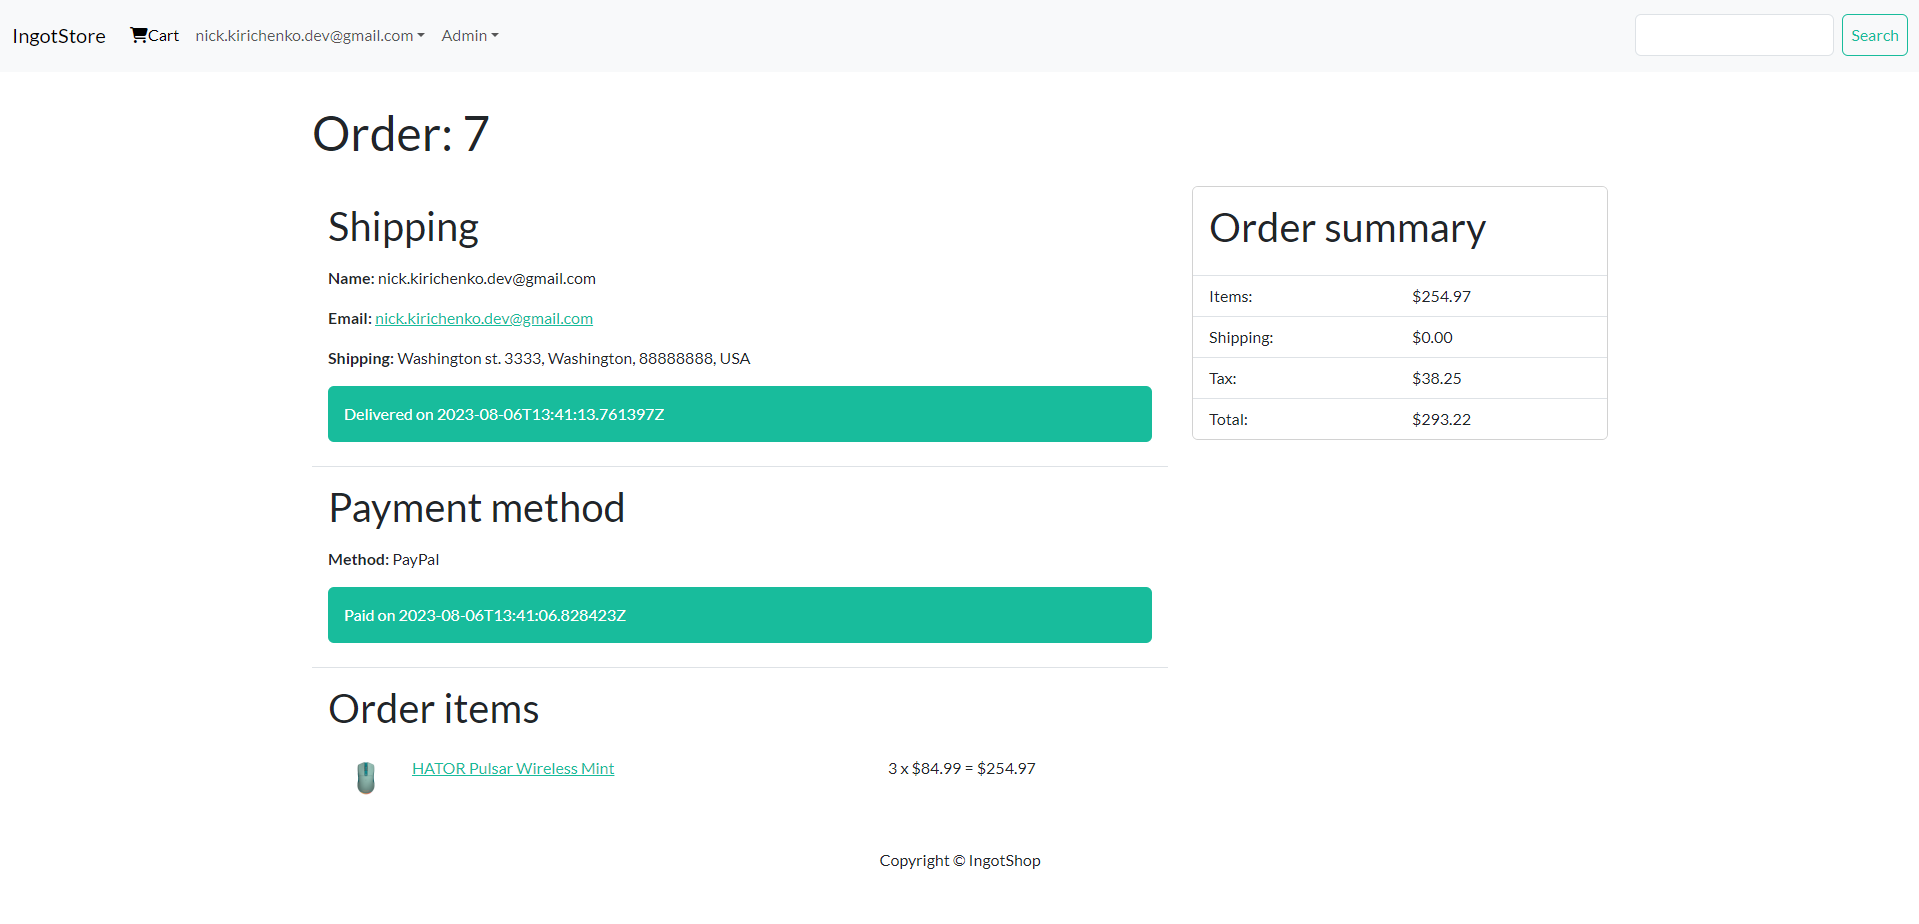 IngotStore Cart nick.kirichenko.dev@gmail.com Admin Search
Order: 7
Shipping
Name: nick.kirichenko.dev@gmail.com
Email: nick.kirichenko.dev@gmail.com
Shipping: Washington st. 3333, Washington, 88888888, USA
Delivered on 2023-08-06T13:41:13.761397Z
Payment method
Method: PayPal
Paid on 2023-08-06T13:41:06.828423Z
Order items
HATOR Pulsar Wireless Mint 3 x $84.99 = $254.97
Order summary
Items: $254.97
Shipping: $0.00
Tax: $38.25
Total: $293.22
Copyright © IngotShop